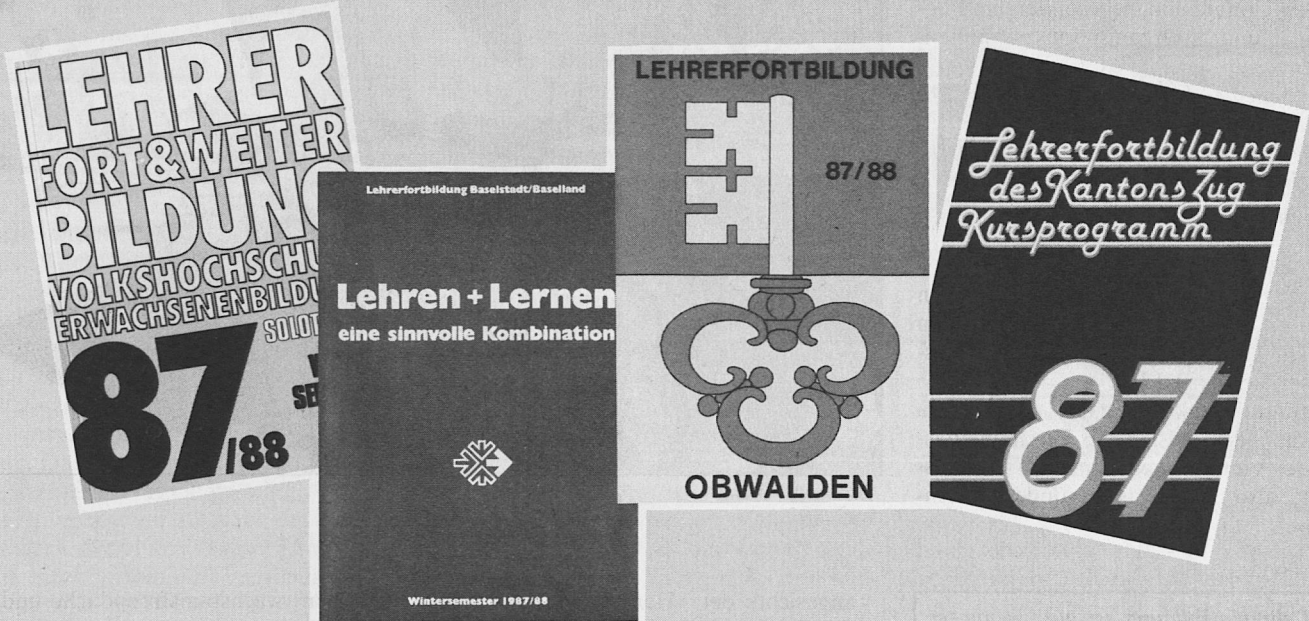 LEHRER
FORT&WEITER
BILDUNG
VOLKSHOCHSCHU
ERWACHSENENBILDU
SOLOT
87/88
Lehrerfortbildung Baselstadt/Baselland
Lehren + Lernen
eine sinnvolle Kombination
Wintersemester 1987/88
LEHRERFORTBILDUNG
87/88
OBWALDEN
Lehrerfortbildung
des Kantons Zug
Kursprogramm
87